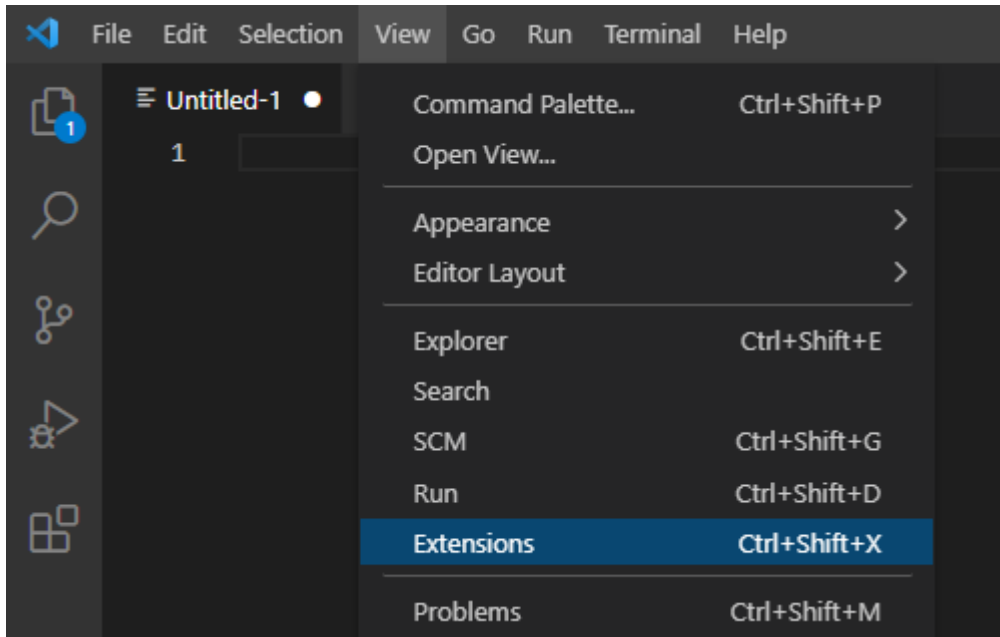 File Edit Selection View Go Run Terminal Help
Untitled-1
1
1
Command Palette... Ctrl+Shift+P
Open View...
Appearance
Editor Layout
Explorer Ctrl+Shift+E
Search
SCM Ctrl+Shift+G
Run Ctrl+Shift+D
Extensions Ctrl+Shift+X
Problems Ctrl+Shift+M